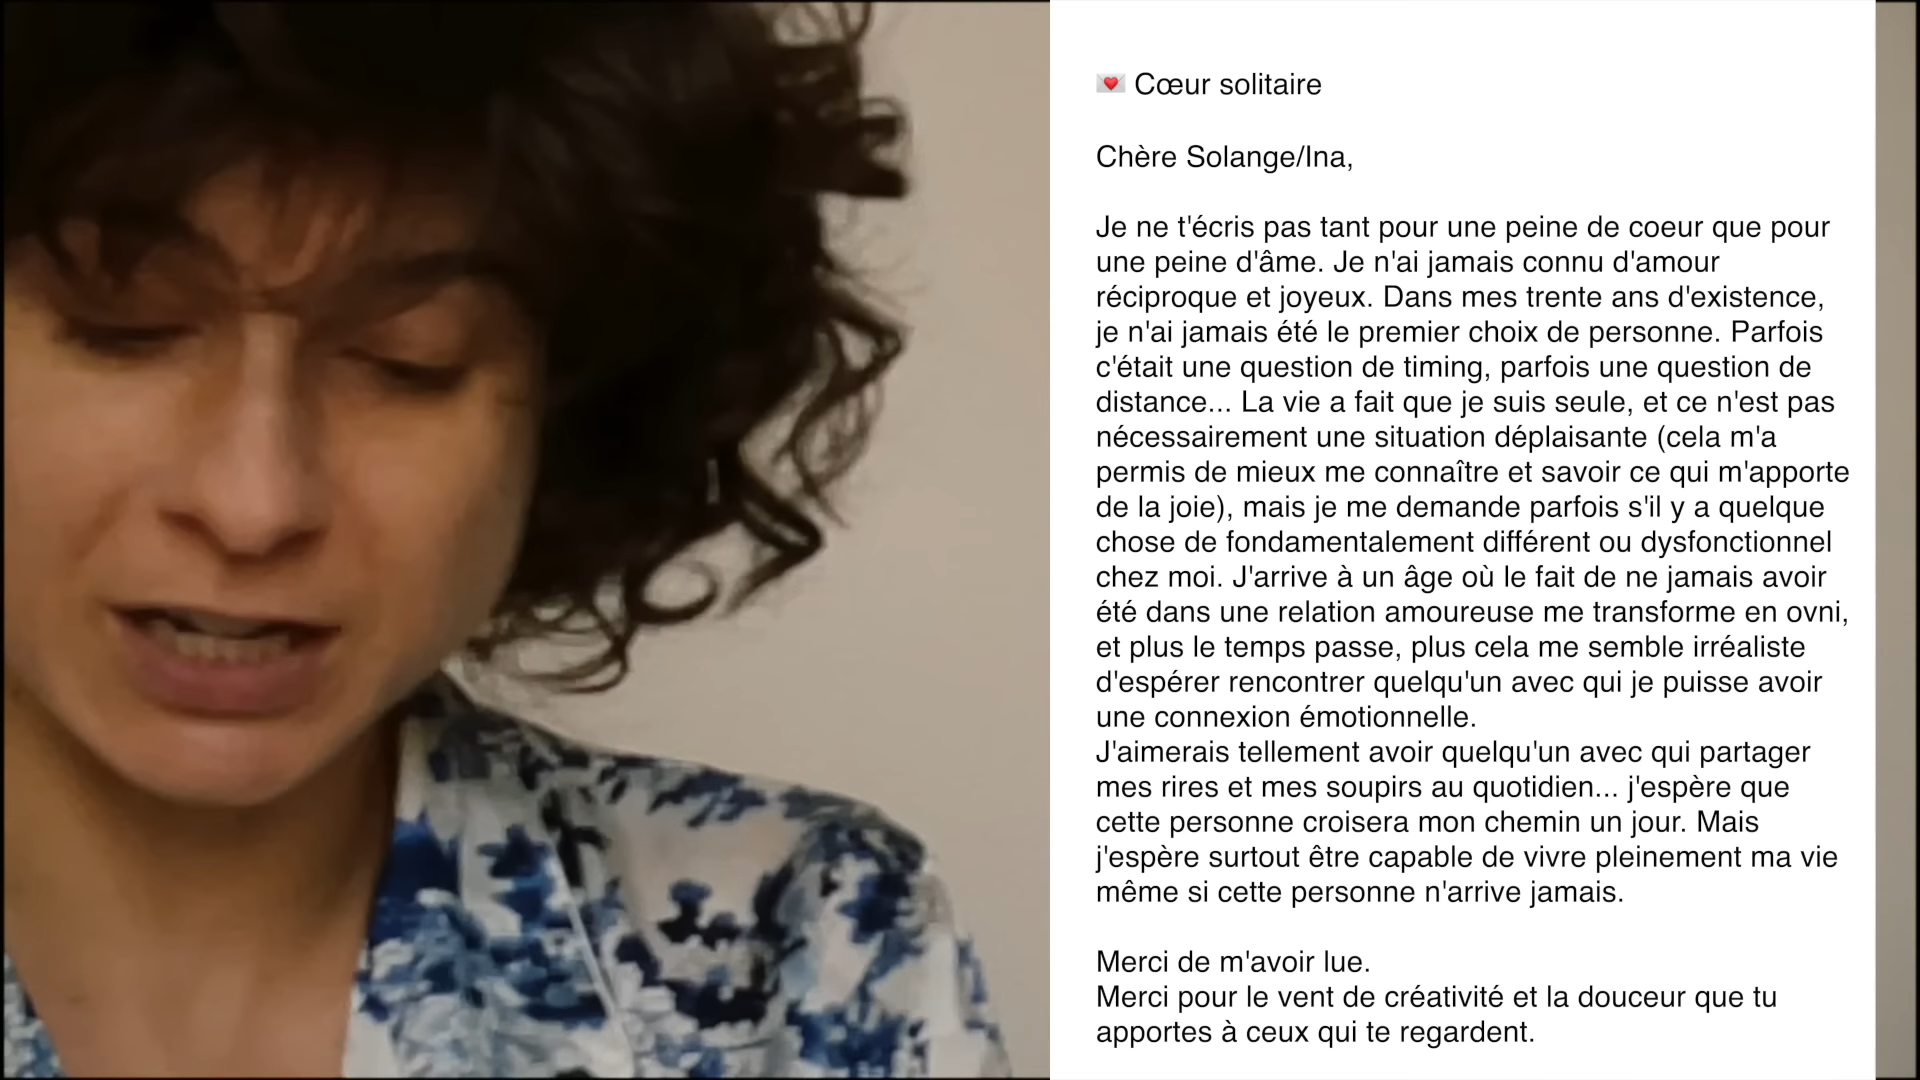 💌 Cœur solitaire
Chère Solange/Ina,
Je ne t'écris pas tant pour une peine de coeur que pour
une peine d'âme. Je n'ai jamais connu d'amour
réciproque et joyeux. Dans mes trente ans d'existence,
je n'ai jamais été le premier choix de personne. Parfois
c'était une question de timing, parfois une question de
distance... La vie a fait que je suis seule, et ce n'est pas
nécessairement une situation déplaisante (cela m'a
permis de mieux me connaître et savoir ce qui m'apporte
de la joie), mais je me demande parfois s'il y a quelque
chose de fondamentalement différent ou dysfonctionnel
chez moi. J'arrive à un âge où le fait de ne jamais avoir
été dans une relation amoureuse me transforme en ovni,
et plus le temps passe, plus cela me semble irréaliste
d'espérer rencontrer quelqu'un avec qui je puisse avoir
une connexion émotionnelle.
J'aimerais tellement avoir quelqu'un avec qui partager
mes rires et mes soupirs au quotidien... j'espère que
cette personne croisera mon chemin un jour. Mais
j'espère surtout être capable de vivre pleinement ma vie
même si cette personne n'arrive jamais.
Merci de m'avoir lue.
Merci pour le vent de créativité et la douceur que tu
apportes à ceux qui te regardent.